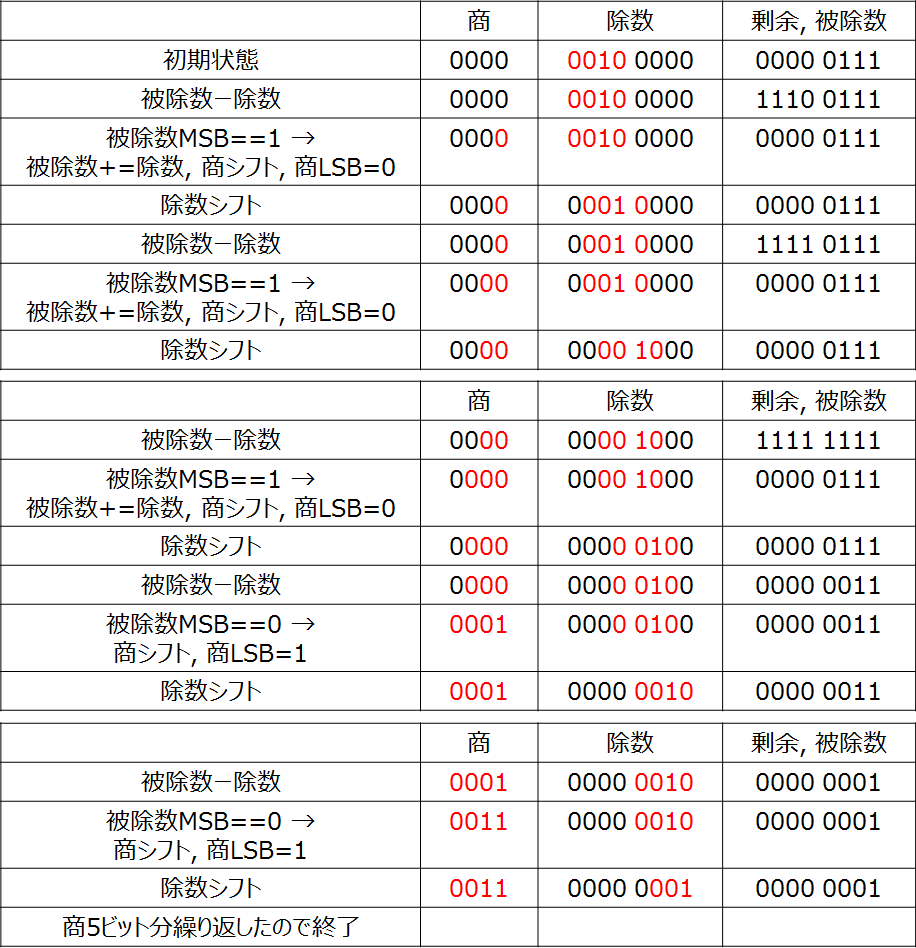 商 除数 剰余, 被除数
初期状態 0000 0010 0000 0000 0111
被除数－除数 0000 0010 0000 1110 0111
被除数MSB==1 → 0000 0010 0000 0000 0111
被除数+=除数, 商シフト, 商LSB=0
除数シフト 0000 0001 0000 0000 0111
被除数－除数 0000 0001 0000 1111 0111
被除数MSB==1 → 0000 0001 0000 0000 0111
被除数+=除数, 商シフト, 商LSB=0
除数シフト 0000 0000 1000 0000 0111
商 除数 剰余, 被除数
被除数－除数 0000 0000 1000 1111 1111
被除数MSB==1 → 0000 0000 1000 0000 0111
被除数+=除数, 商シフト, 商LSB=0
除数シフト 0000 0000 0100 0000 0111
被除数－除数 0000 0000 0100 0000 0011
被除数MSB==0 → 0001 0000 0100 0000 0011
商シフト, 商LSB=1
除数シフト 0001 0000 0010 0000 0011
商 除数 剰余, 被除数
被除数－除数 0001 0000 0010 0000 0001
被除数MSB==0 → 0011 0000 0010 0000 0001
商シフト, 商LSB=1
除数シフト 0011 0000 0001 0000 0001
商5ビット分繰り返したので終了